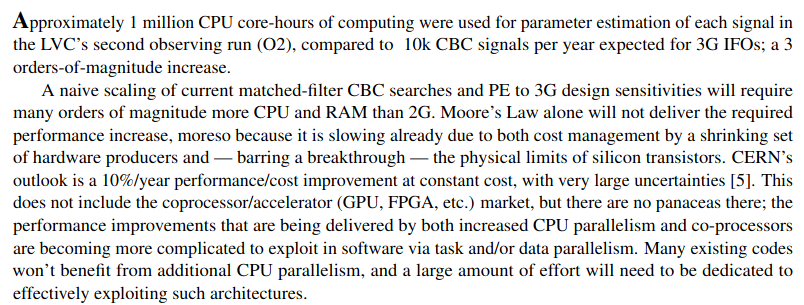 Approximately 1 million CPU core-hours of computing were used for parameter estimation of each signal in
the LVC's second observing run (O2), compared to 10k CBC signals per year expected for 3G IFOs; a 3
orders-of-magnitude increase.
A naive scaling of current matched-filter CBC searches and PE to 3G design sensitivities will require
many orders of magnitude more CPU and RAM than 2G. Moore's Law alone will not deliver the required
performance increase, moreso because it is slowing already due to both cost management by a shrinking set
of hardware producers and — barring a breakthrough — the physical limits of silicon transistors. CERN's
outlook is a 10%/year performance/cost improvement at constant cost, with very large uncertainties [5]. This
does not include the coprocessor/accelerator (GPU, FPGA, etc.) market, but there are no panaceas there; the
performance improvements that are being delivered by both increased CPU parallelism and co-processors
are becoming more complicated to exploit in software via task and/or data parallelism. Many existing codes
won't benefit from additional CPU parallelism, and a large amount of effort will need to be dedicated to
effectively exploiting such architectures.